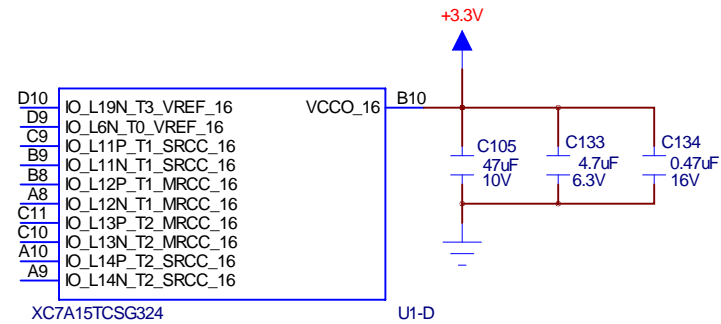 +3.3V
D10 IO_L19N_T3_VREF_16 VCCO_16 B10
D9 IO_L6N_T0_VREF_16
C9 IO_L11P_T1_SRCC_16
B9 IO_L11N_T1_SRCC_16
B8 IO_L12P_T1_MRCC_16
A8 IO_L12N_T1_MRCC_16
C11 IO_L13P_T2_MRCC_16
C10 IO_L13N_T2_MRCC_16
A10 IO_L14P_T2_SRCC_16
A9 IO_L14N_T2_SRCC_16
C105
47uF
10V
C133
4.7uF
6.3V
C134
0.47uF
16V
XC7A15TCSG324 U1-D